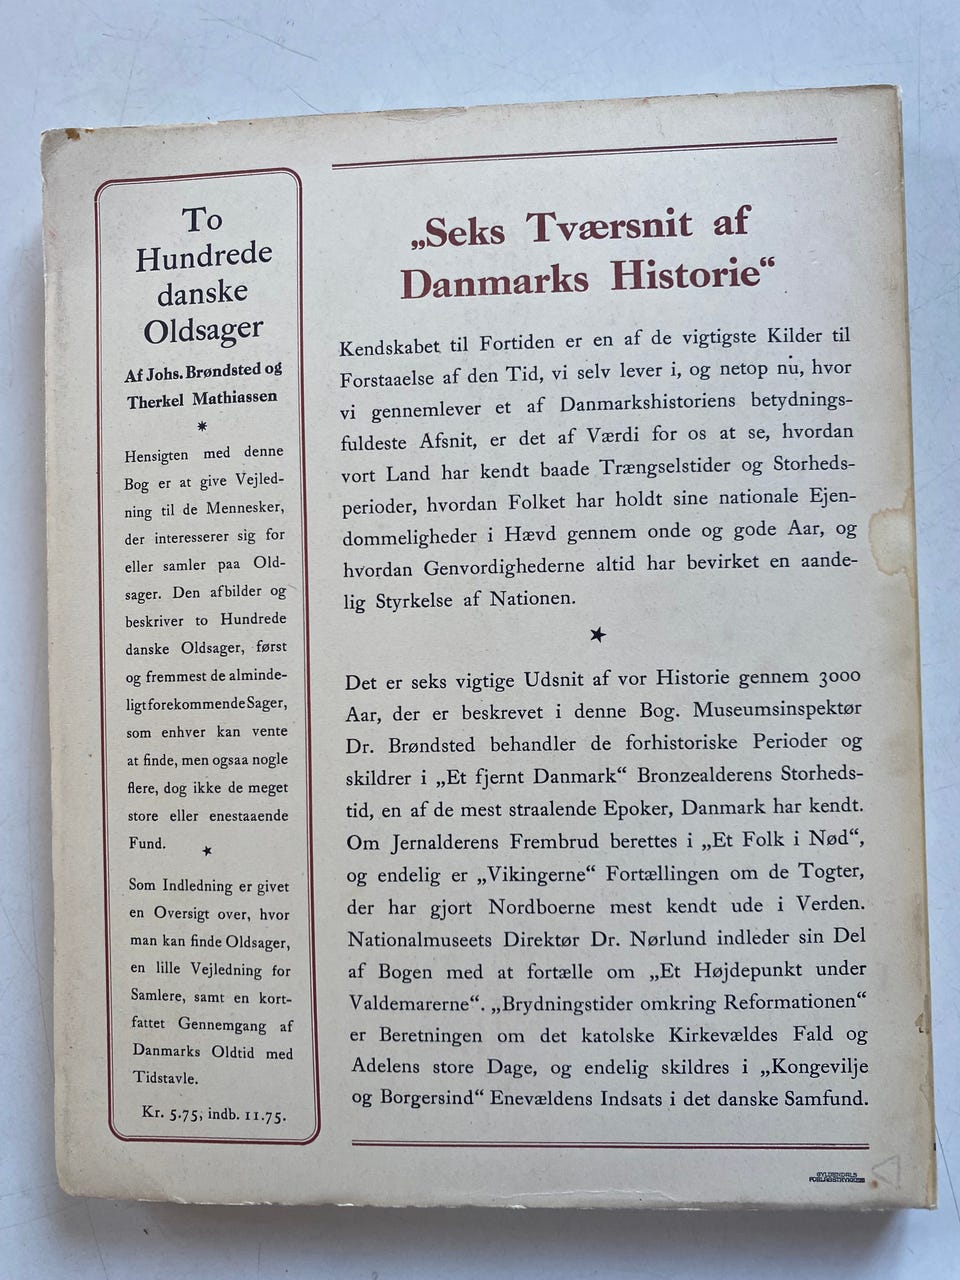 To
Hundrede
danske
Oldsager
Af Johs. Brøndsted og
Therkel Mathiassen
*
Hensigten med denne
Bog er at give Vejled-
ning til de Mennesker,
der interesserer sig for
eller samler paa Old-
sager. Den afbilder og
beskriver to Hundrede
danske Oldsager, først
og fremmest de alminde-
ligt forekommende Sager,
som enhver kan vente
at finde, men ogsaa nogle
flere, dog ikke de meget
store eller enestaaende
Fund.
*
Som Indledning er givet
en Oversigt over, hvor
man kan finde Oldsager,
en lille Vejledning for
Samlere, samt en kort-
fattet Gennemgang af
Danmarks Oldtid med
Tidstavle.
Kr. 5.75, indb. 11.75.
„Seks Tværsnit af
Danmarks Historie“
Kendskabet til Fortiden er en af de vigtigste Kilder til
Forstaaelse af den Tid, vi selv lever i, og netop nu, hvor
vi gennemlever et af Danmarkshistoriens betydnings-
fuldeste Afsnit, er det af Værdi for os at se, hvordan
vort Land har kendt baade Trængselstider og Storheds-
perioder, hvordan Folket har holdt sine nationale Ejen-
dommeligheder i Hævd gennem onde og gode Aar, og
hvordan Genvordighederne altid har bevirket en aande-
lig Styrkelse af Nationen.
★
Det er seks vigtige Udsnit af vor Historie gennem 3000
Aar, der er beskrevet i denne Bog. Museumsinspektør
Dr. Brøndsted behandler de forhistoriske Perioder og
skildrer i „Et fjernt Danmark“ Bronzealderens Storheds-
tid, en af de mest straalende Epoker, Danmark har kendt.
Om Jernalderens Frembrud berettes i „Et Folk i Nød“,
og endelig er „Vikingerne“ Fortællingen om de Togter,
der har gjort Nordboerne mest kendt ude i Verden.
Nationalmuseets Direktør Dr. Nørlund indleder sin Del
af Bogen med at fortælle om „Et Højdepunkt under
Valdemarerne“. „Brydningstider omkring Reformationen“
er Beretningen om det katolske Kirkevældes Fald og
Adelens store Dage, og endelig skildres i „Kongevilje
og Borgersind“ Enevældens Indsats i det danske Samfund.
GYLDENDALS
FORLAGSTRYKKERI